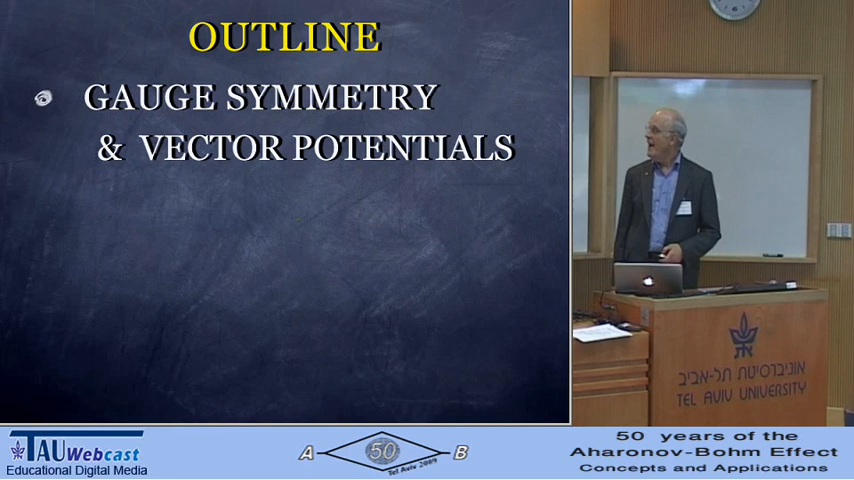 OUTLINE
GAUGE SYMMETRY
& VECTOR POTENTIALS
אוניברסיטת תל-אביב
TEL AVIV UNIVERSITY
TAU Webcast
Educational Digital Media
A 50 B
Tel Aviv 2009
50 years of the
Aharonov-Bohm Effect
Concepts and Applications